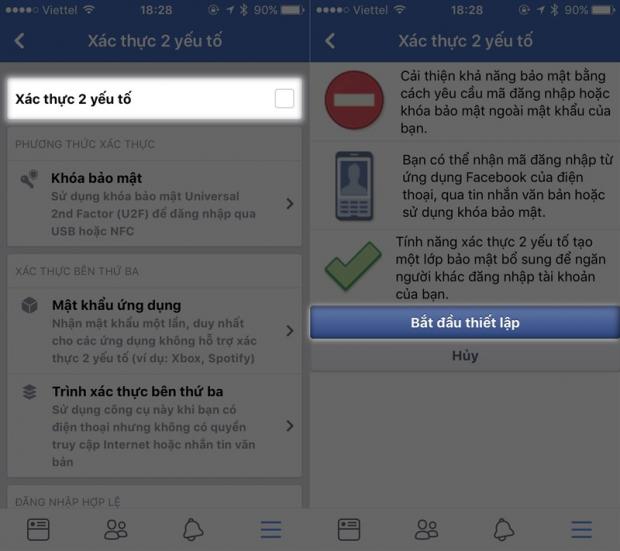 Viettel 18:28 90%
Xác thực 2 yếu tố
Xác thực 2 yếu tố
PHƯƠNG THỨC XÁC THỰC
Khóa bảo mật
Sử dụng khóa bảo mật Universal
2nd Factor (U2F) để đăng nhập qua
USB hoặc NFC
XÁC THỰC BÊN THỨ BA
Mật khẩu ứng dụng
Nhận mật khẩu một lần, duy nhất
cho các ứng dụng không hỗ trợ xác
thực 2 yếu tố (ví dụ: Xbox, Spotify)
Trình xác thực bên thứ ba
Sử dụng công cụ này khi bạn có
điện thoại nhưng không có quyền
truy cập Internet hoặc nhắn tin văn
bản
ĐĂNG NHẬP HỢP LỆ
Viettel 18:28 90%
Xác thực 2 yếu tố
Cải thiện khả năng bảo mật bằng
cách yêu cầu mã đăng nhập hoặc
khóa bảo mật ngoài mật khẩu của
bạn.
Bạn có thể nhận mã đăng nhập từ
ứng dụng Facebook của điện
thoại, qua tin nhắn văn bản hoặc
sử dụng khóa bảo mật.
Tính năng xác thực 2 yếu tố tạo
một lớp bảo mật bổ sung để ngăn
người khác đăng nhập tài khoản
của bạn.
Bắt đầu thiết lập
Hủy